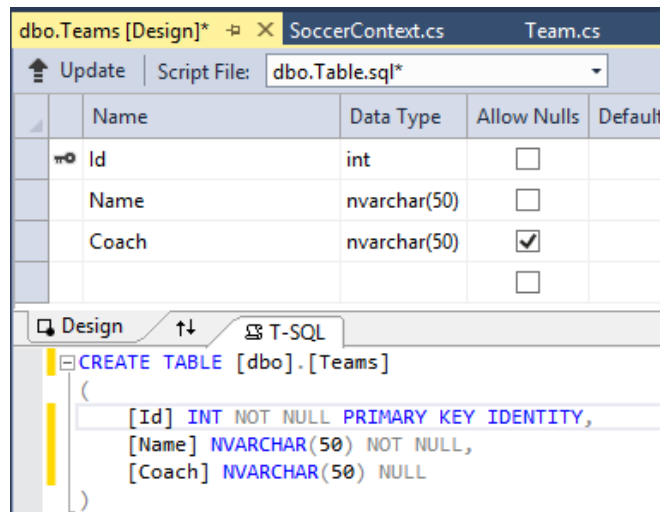 dbo.Teams [Design]* SoccerContext.cs Team.cs
Update Script File: dbo.Table.sql*
Name Data Type Allow Nulls Default
Id int
Name nvarchar(50)
Coach nvarchar(50)
Design T-SQL
CREATE TABLE [dbo].[Teams]
(
[Id] INT NOT NULL PRIMARY KEY IDENTITY,
[Name] NVARCHAR(50) NOT NULL,
[Coach] NVARCHAR(50) NULL
)